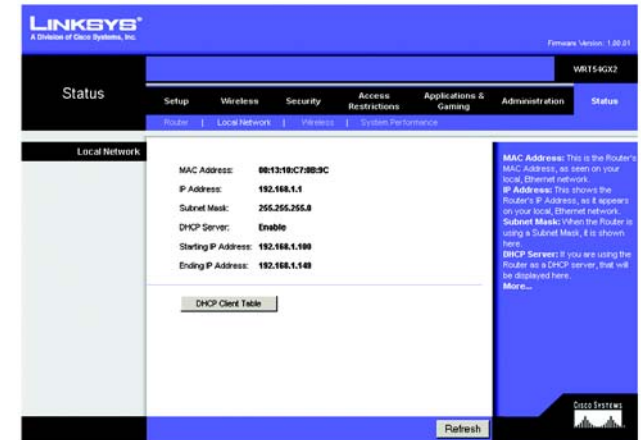 LINKSYS®
A Division of Cisco Systems, Inc.
Firmware Version: 1.00.01
WRT54GX2
Status
Setup Wireless Security Access Restrictions Applications & Gaming Administration Status
Router | Local Network | Wireless | System Performance
Local Network
MAC Address: 00:13:10:C7:0B:9C
IP Address: 192.168.1.1
Subnet Mask: 255.255.255.0
DHCP Server: Enable
Starting IP Address: 192.168.1.100
Ending IP Address: 192.168.1.149
DHCP Client Table
MAC Address: This is the Router's
MAC Address, as seen on your
local, Ethernet network.
IP Address: This shows the
Router's IP Address, as it appears
on your local, Ethernet network.
Subnet Mask: When the Router is
using a Subnet Mask, it is shown
here.
DHCP Server: If you are using the
Router as a DHCP server, that will
be displayed here.
More...
Refresh
CISCO SYSTEMS